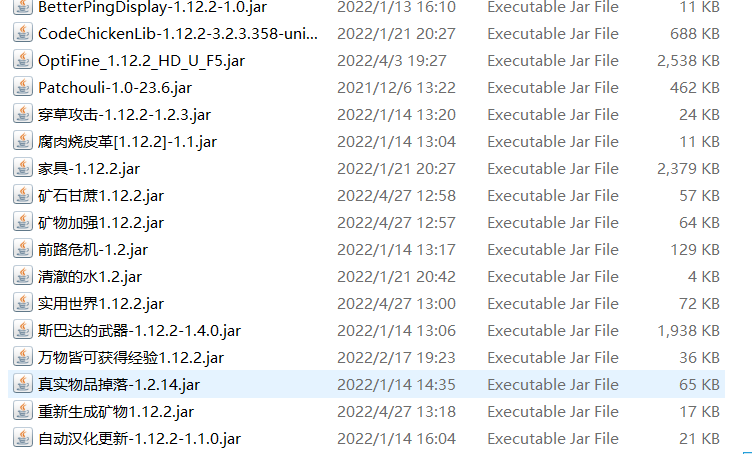 BetterPingDisplay-1.12.2-1.0.jar 2022/1/13 16:10 Executable Jar File 11 KB
CodeChickenLib-1.12.2-3.2.3.358-uni... 2022/1/21 20:27 Executable Jar File 688 KB
OptiFine_1.12.2_HD_U_F5.jar 2022/4/3 19:27 Executable Jar File 2,538 KB
Patchouli-1.0-23.6.jar 2021/12/6 13:22 Executable Jar File 462 KB
穿草攻击-1.12.2-1.2.3.jar 2022/1/14 13:20 Executable Jar File 24 KB
腐肉烧皮革[1.12.2]-1.1.jar 2022/1/14 13:04 Executable Jar File 11 KB
家具-1.12.2.jar 2022/1/21 20:27 Executable Jar File 2,379 KB
矿石甘蔗1.12.2.jar 2022/4/27 12:58 Executable Jar File 57 KB
矿物加强1.12.2.jar 2022/4/27 12:57 Executable Jar File 64 KB
前路危机-1.2.jar 2022/1/14 13:17 Executable Jar File 129 KB
清澈的水1.2.jar 2022/1/21 20:42 Executable Jar File 4 KB
实用世界1.12.2.jar 2022/4/27 13:00 Executable Jar File 72 KB
斯巴达的武器-1.12.2-1.4.0.jar 2022/1/14 13:06 Executable Jar File 1,938 KB
万物皆可获得经验1.12.2.jar 2022/2/17 19:23 Executable Jar File 36 KB
真实物品掉落-1.2.14.jar 2022/1/14 14:35 Executable Jar File 65 KB
重新生成矿物1.12.2.jar 2022/4/27 13:18 Executable Jar File 17 KB
自动汉化更新-1.12.2-1.1.0.jar 2022/1/14 16:04 Executable Jar File 21 KB